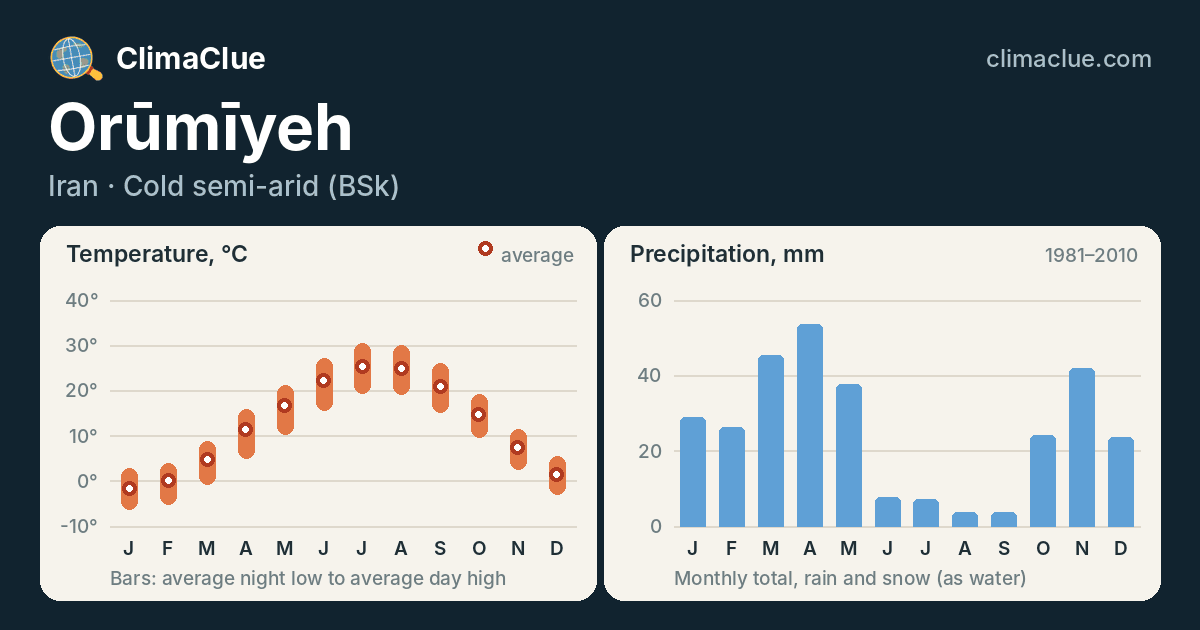 ClimaClue
climaclue.com
Orūmīyeh
Iran · Cold semi-arid (BSk)
Temperature, °C
average
40°
30°
20°
10°
0°
-10°
J F M A M J J A S O N D
Bars: average night low to average day high
Precipitation, mm
1981–2010
60
40
20
0
J F M A M J J A S O N D
Monthly total, rain and snow (as water)